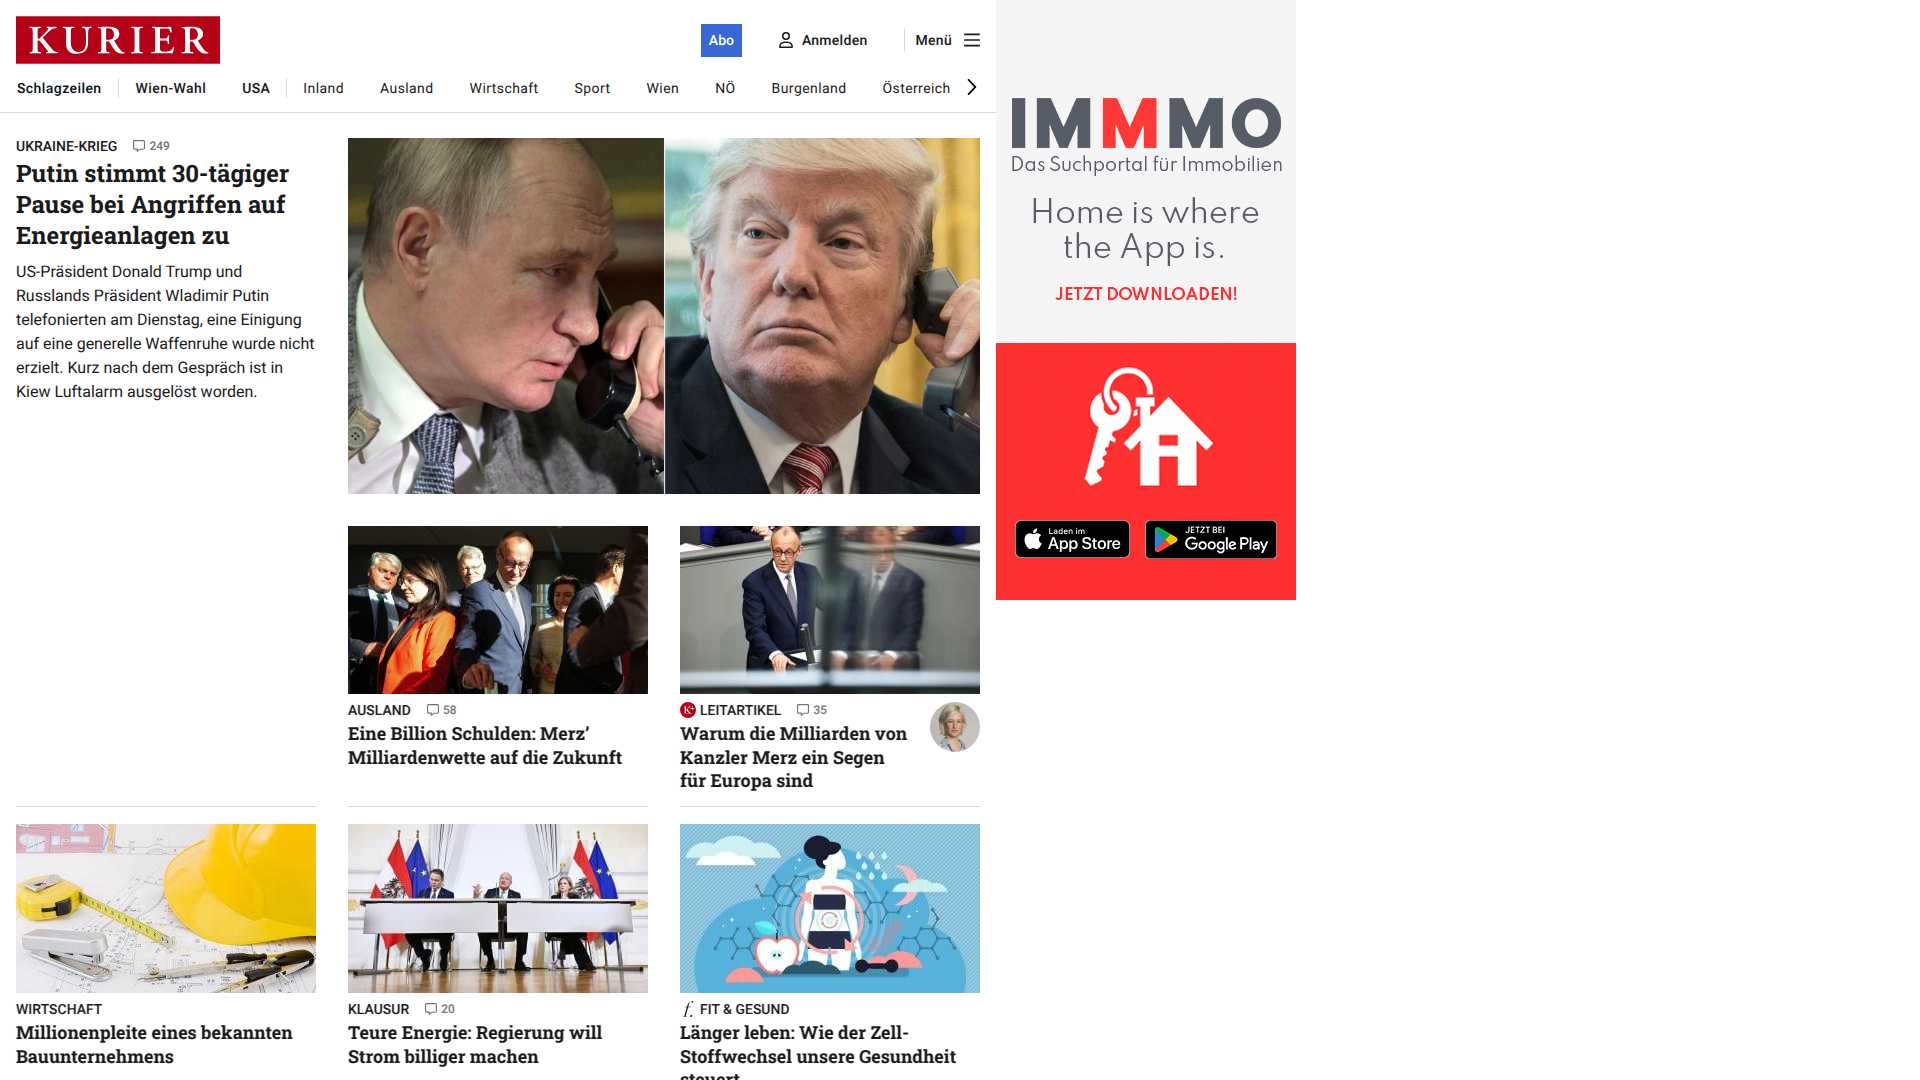 KURIER
Abo
Anmelden
Menü
Schlagzeilen
Wien-Wahl
USA
Inland
Ausland
Wirtschaft
Sport
Wien
NÖ
Burgenland
Österreich
UKRAINE-KRIEG 249
Putin stimmt 30-tägiger
Pause bei Angriffen auf
Energieanlagen zu
US-Präsident Donald Trump und
Russlands Präsident Wladimir Putin
telefonierten am Dienstag, eine Einigung
auf eine generelle Waffenruhe wurde nicht
erzielt. Kurz nach dem Gespräch ist in
Kiew Luftalarm ausgelöst worden.
AUSLAND 58
Eine Billion Schulden: Merz’
Milliardenwette auf die Zukunft
K+ LEITARTIKEL 35
Warum die Milliarden von
Kanzler Merz ein Segen
für Europa sind
WIRTSCHAFT
Millionenpleite eines bekannten
Bauunternehmens
KLAUSUR 20
Teure Energie: Regierung will
Strom billiger machen
f. FIT & GESUND
Länger leben: Wie der Zell-
Stoffwechsel unsere Gesundheit
steuert
IMMMO
Das Suchportal für Immobilien
Home is where
the App is.
JETZT DOWNLOADEN!
Laden im
App Store
JETZT BEI
Google Play